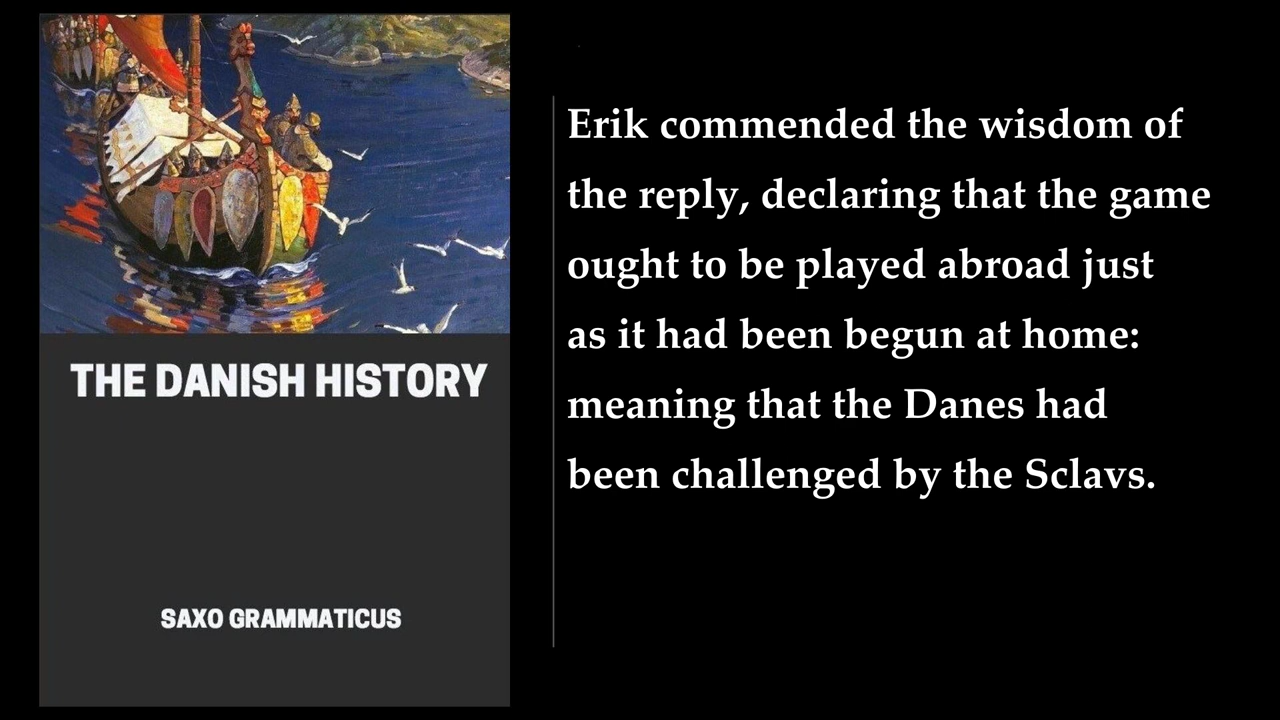 THE DANISH HISTORY
SAXO GRAMMATICUS
Erik commended the wisdom of
the reply, declaring that the game
ought to be played abroad just
as it had been begun at home:
meaning that the Danes had
been challenged by the Sclavs.